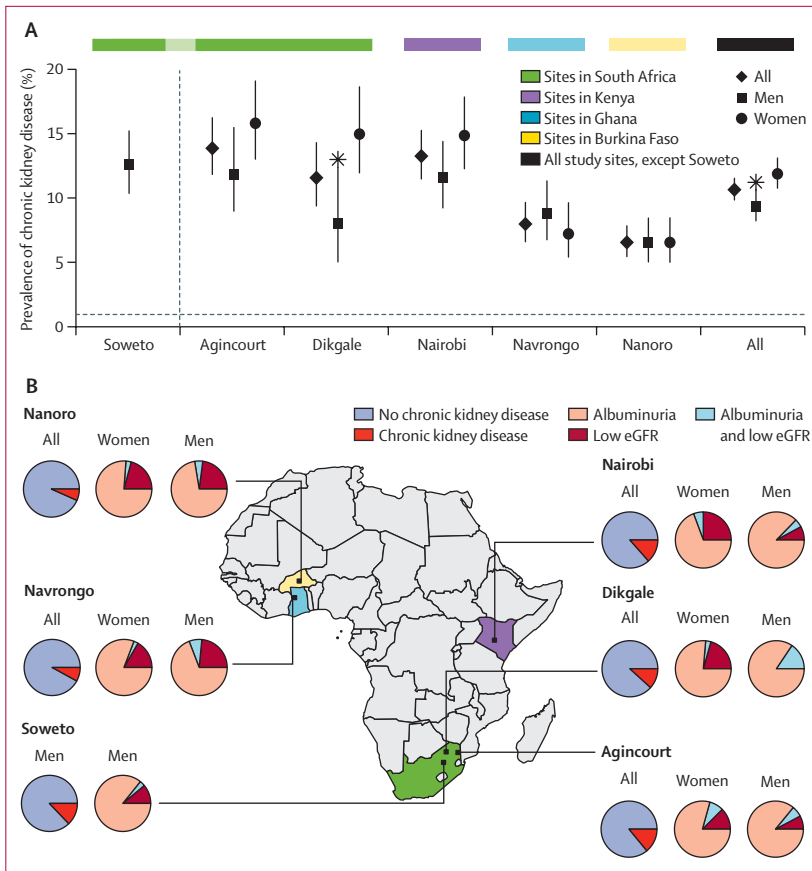 A
Prevalence of chronic kidney disease (%)
20
15
10
5
0
Sites in South Africa
Sites in Kenya
Sites in Ghana
Sites in Burkina Faso
All study sites, except Soweto
All
Men
Women
Soweto Agincourt Dikgale Nairobi Navrongo Nanoro All
B
No chronic kidney disease
Chronic kidney disease
Albuminuria
Low eGFR
Albuminuria
and low eGFR
Nanoro
All Women Men
Navrongo
All Women Men
Soweto
Men Men
Nairobi
All Women Men
Dikgale
All Women Men
Agincourt
All Women Men